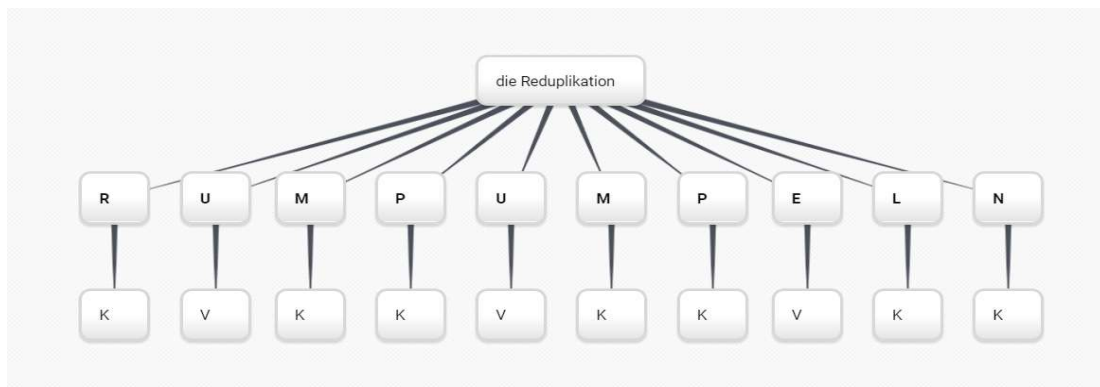 die Reduplikation
R U M P U M P E L N
K V K K V K K V K K